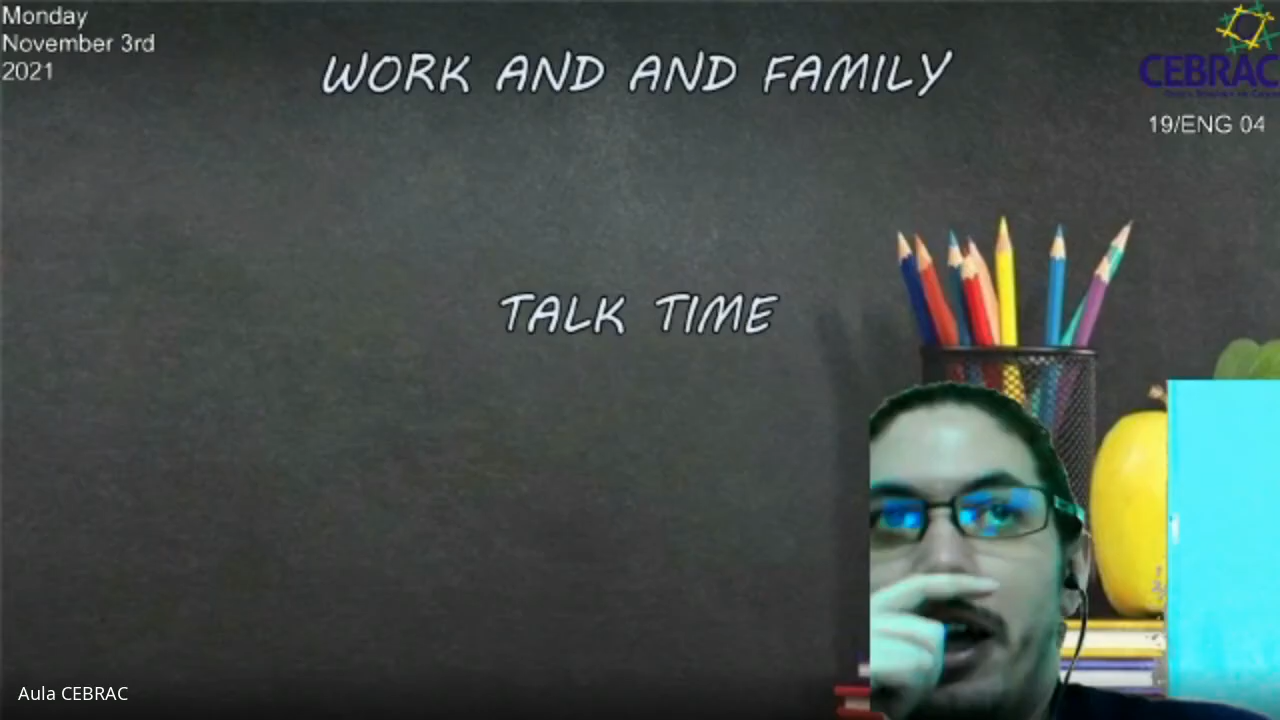 Monday
November 3rd
2021
WORK AND AND FAMILY
CEBRAC
19/ENG 04
TALK TIME
Aula CEBRAC